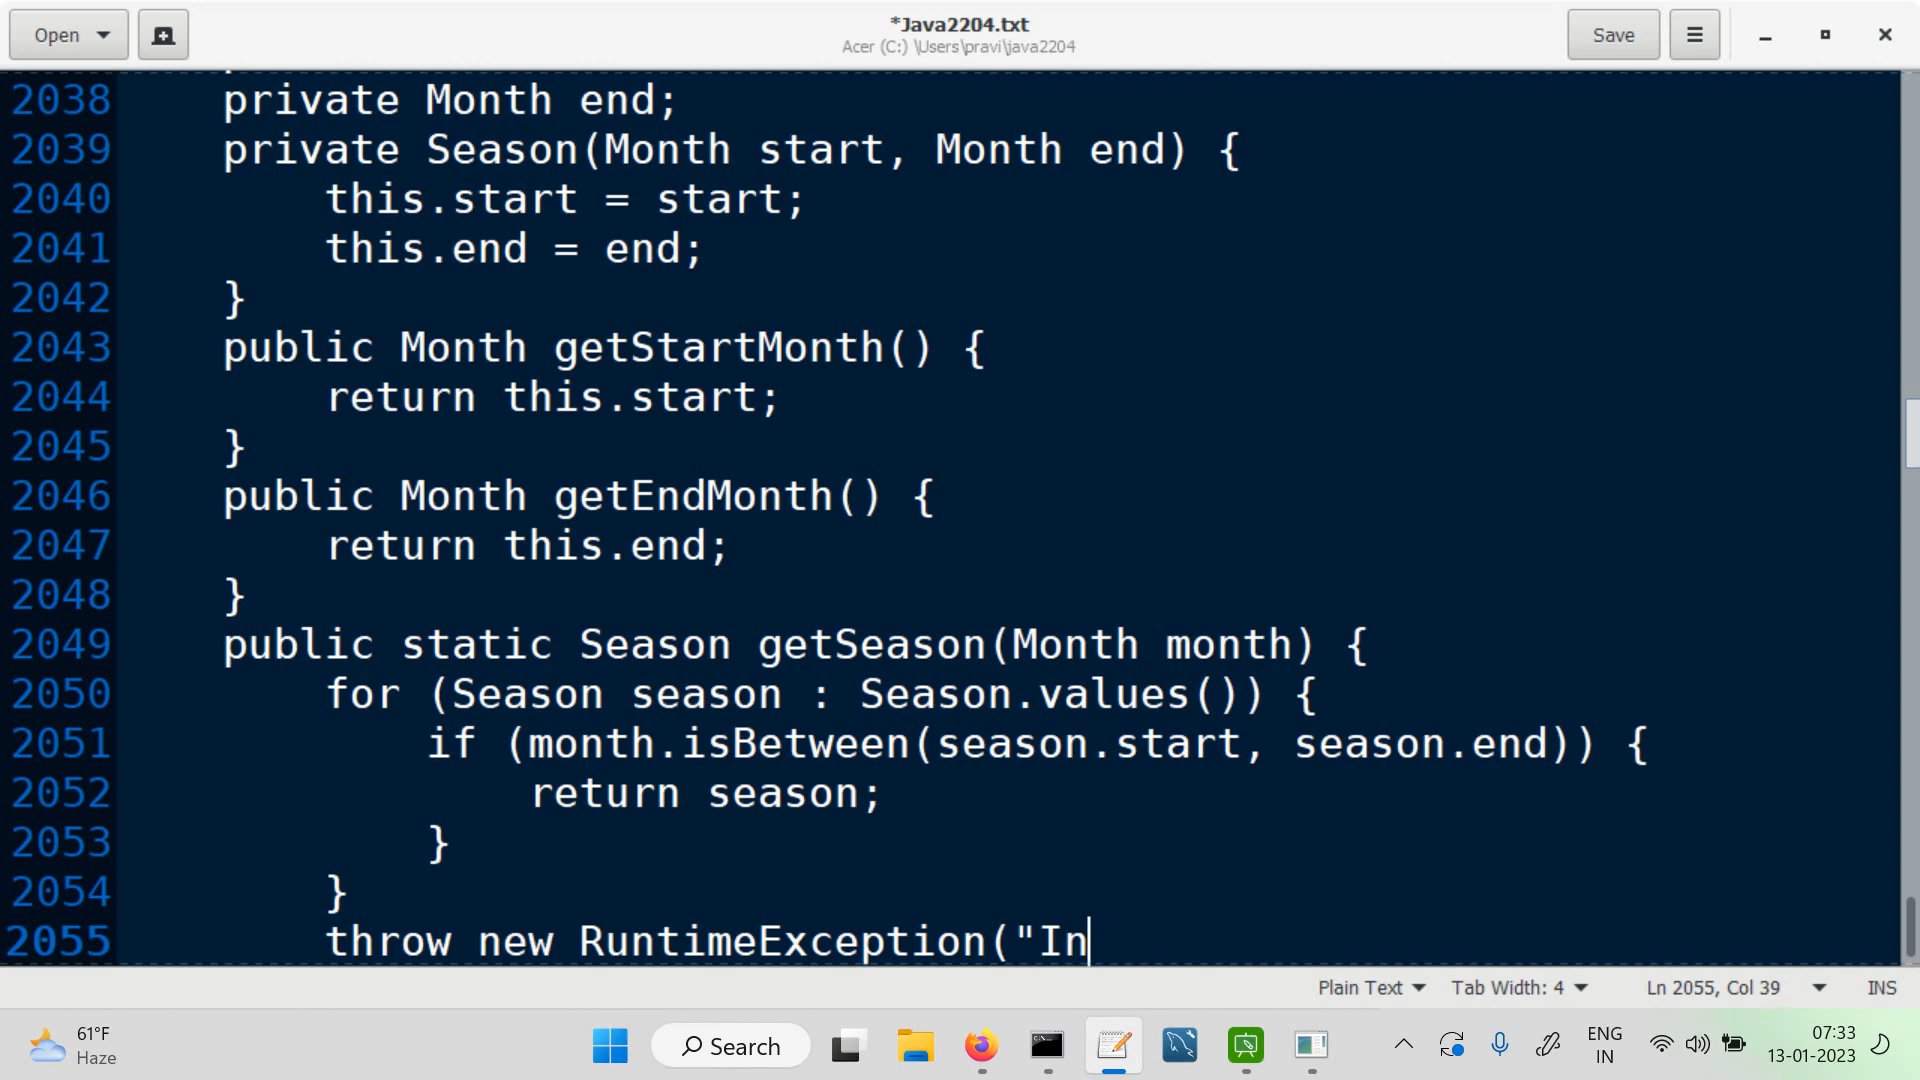 Open
*Java2204.txt
Acer (C:) \Users\pravi\java2204
Save
2038 private Month end;
2039 private Season(Month start, Month end) {
2040 this.start = start;
2041 this.end = end;
2042 }
2043 public Month getStartMonth() {
2044 return this.start;
2045 }
2046 public Month getEndMonth() {
2047 return this.end;
2048 }
2049 public static Season getSeason(Month month) {
2050 for (Season season : Season.values()) {
2051 if (month.isBetween(season.start, season.end)) {
2052 return season;
2053 }
2054 }
2055 throw new RuntimeException("In
Plain Text Tab Width: 4 Ln 2055, Col 39 INS
61°F
Haze
Search
ENG
IN
07:33
13-01-2023